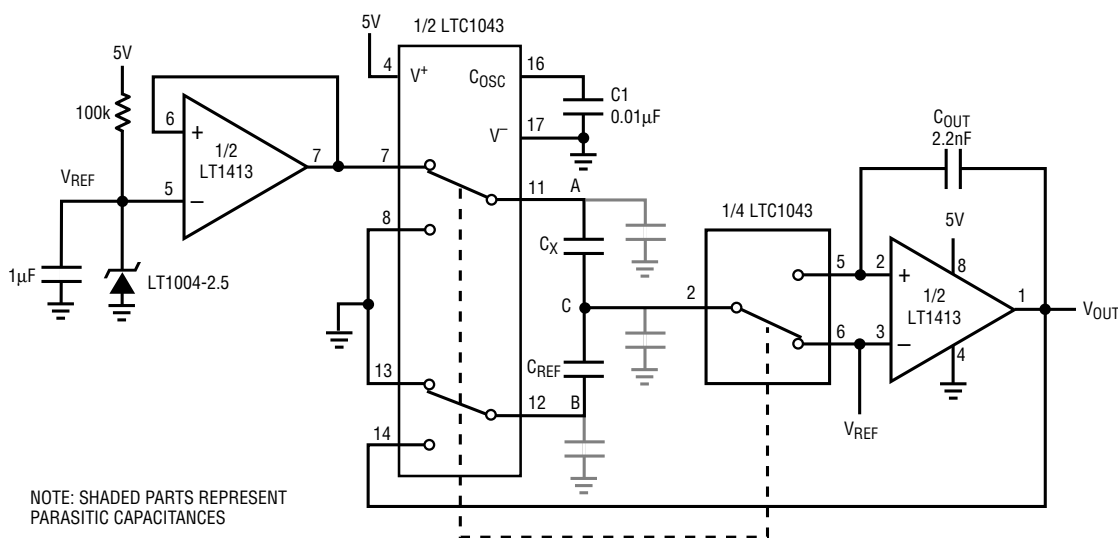 1/2 LTC1043
5V
4
V+
COSC
16
C1
0.01µF
V–
17
5V
100k
6
+
1/2
LT1413
7
7
VREF
5
–
1µF
LT1004-2.5
8
11
A
CX
C
CREF
13
12
B
14
1/4 LTC1043
2
5
6
COUT
2.2nF
5V
2
+
8
1/2
LT1413
1
VOUT
3
–
4
VREF
NOTE: SHADED PARTS REPRESENT
PARASITIC CAPACITANCES